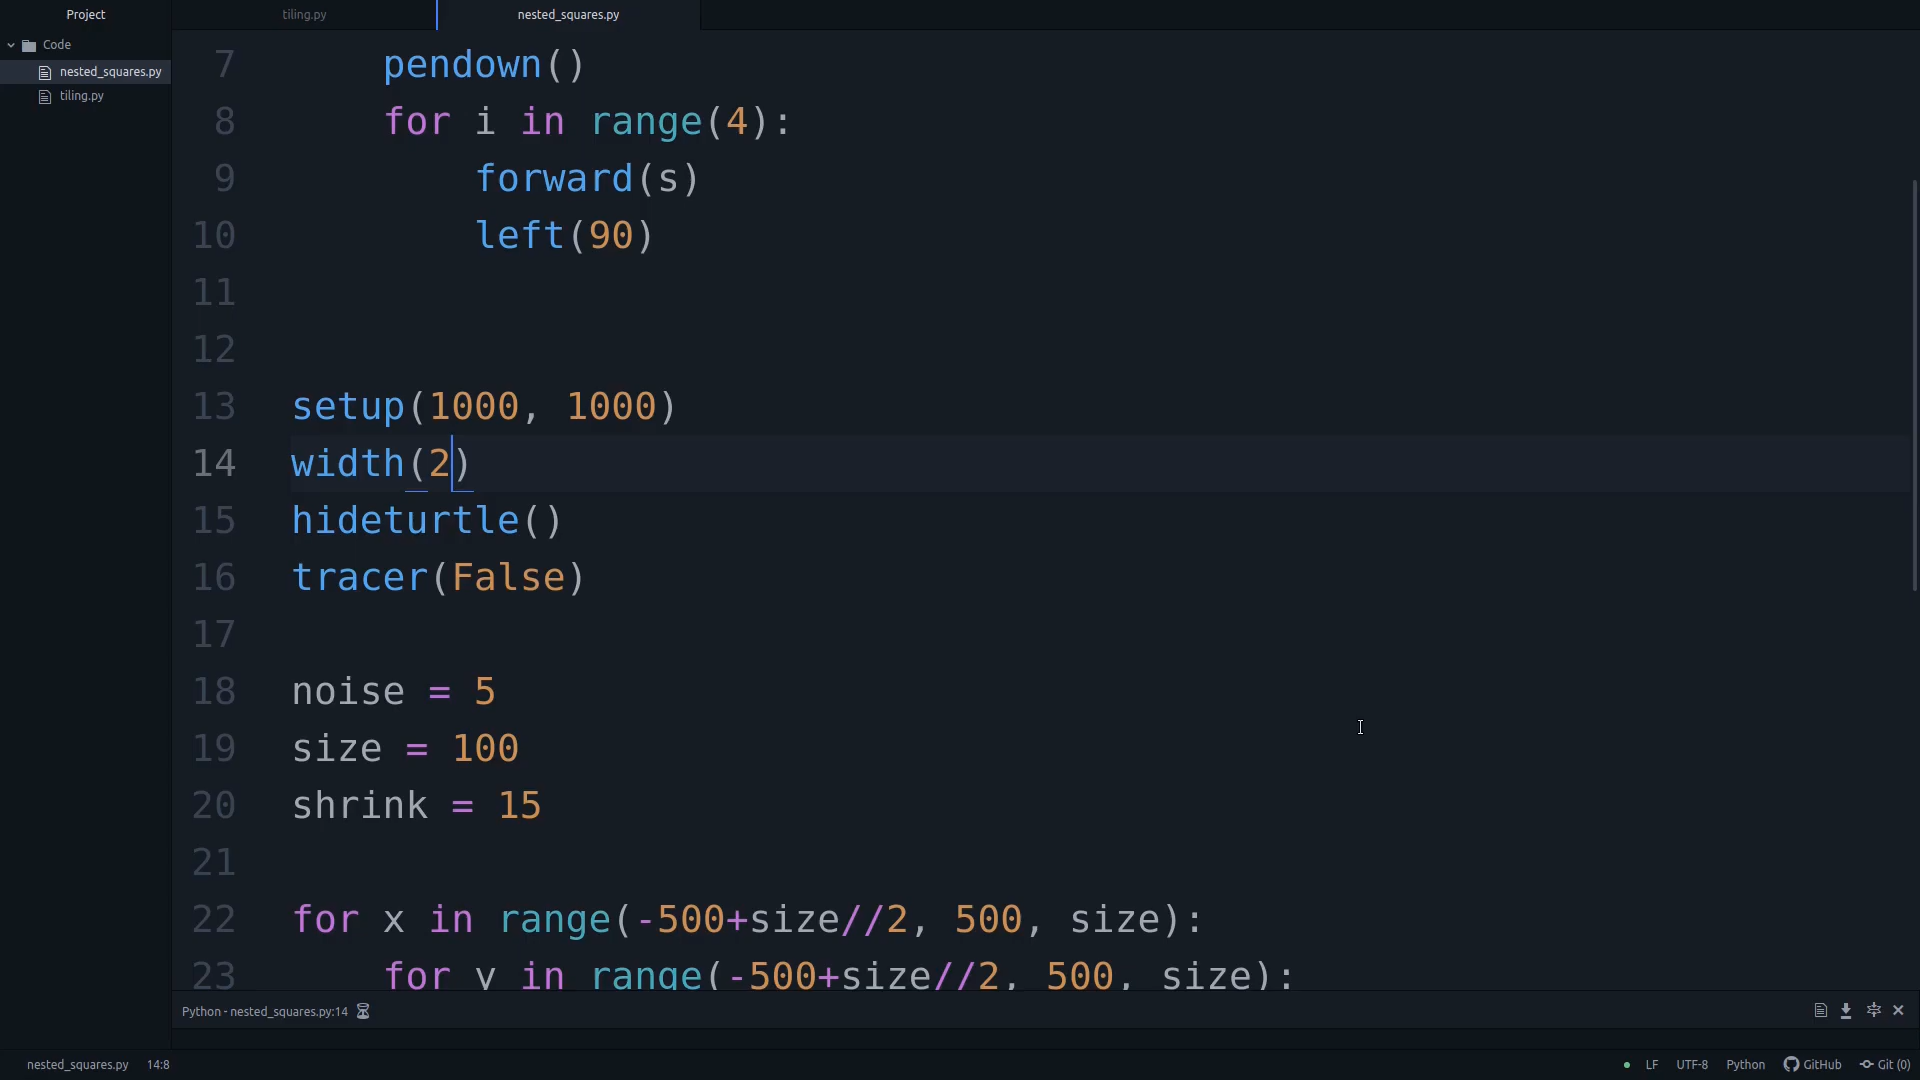 Project
tiling.py
nested_squares.py
Code
nested_squares.py
tiling.py
7 pendown()
8 for i in range(4):
9 forward(s)
10 left(90)
11
12
13 setup(1000, 1000)
14 width(2)
15 hideturtle()
16 tracer(False)
17
18 noise = 5
19 size = 100
20 shrink = 15
21
22 for x in range(-500+size//2, 500, size):
23 for y in range(-500+size//2, 500, size):
Python - nested_squares.py:14
nested_squares.py 14:8
LF UTF-8 Python GitHub Git (0)